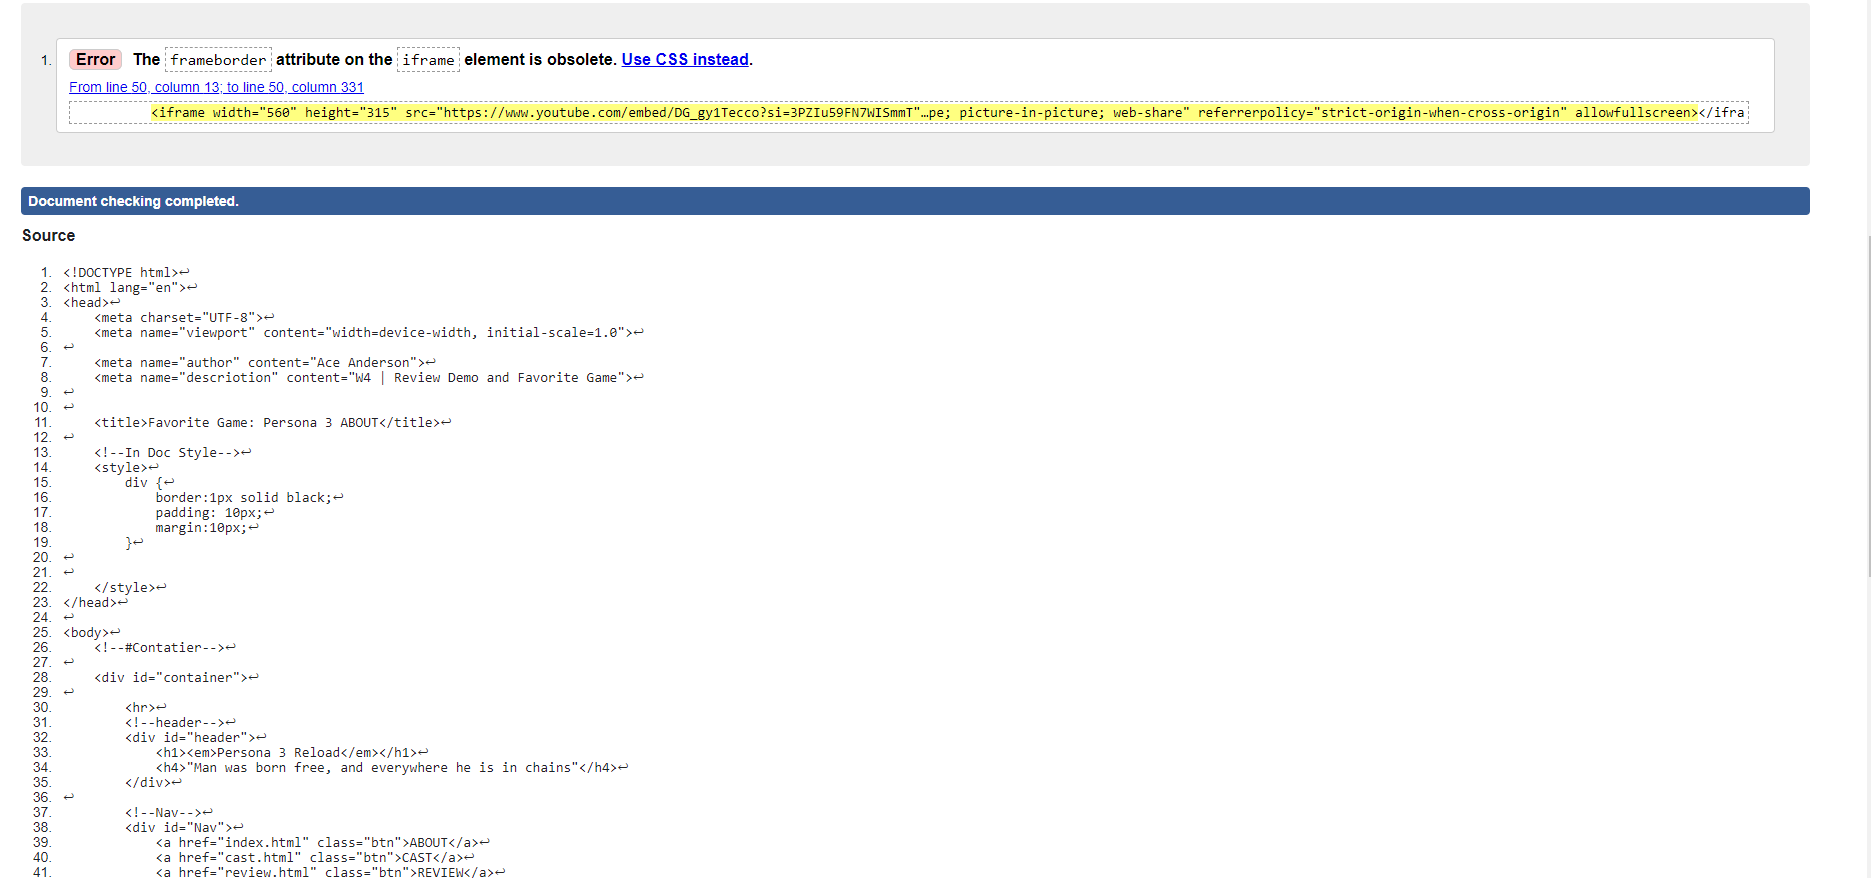 1. Error The frameborder attribute on the iframe element is obsolete. Use CSS instead.
From line 50, column 13; to line 50, column 331
<iframe width="560" height="315" src="https://www.youtube.com/embed/DG_gy1Tecco?si=3PZIu59FN7WISmmT"…pe; picture-in-picture; web-share" referrerpolicy="strict-origin-when-cross-origin" allowfullscreen></ifra
Document checking completed.
Source
1. <!DOCTYPE html>↩
2. <html lang="en">↩
3. <head>↩
4. <meta charset="UTF-8">↩
5. <meta name="viewport" content="width=device-width, initial-scale=1.0">↩
6. ↩
7. <meta name="author" content="Ace Anderson">↩
8. <meta name="descriotion" content="W4 | Review Demo and Favorite Game">↩
9. ↩
10. ↩
11. <title>Favorite Game: Persona 3 ABOUT</title>↩
12. ↩
13. <!--In Doc Style-->↩
14. <style>↩
15. div {↩
16. border:1px solid black;↩
17. padding: 10px;↩
18. margin:10px;↩
19. }↩
20. ↩
21. ↩
22. </style>↩
23. </head>↩
24. ↩
25. <body>↩
26. <!--#Contatier-->↩
27. ↩
28. <div id="container">↩
29. ↩
30. <hr>↩
31. <!--header-->↩
32. <div id="header">↩
33. <h1><em>Persona 3 Reload</em></h1>↩
34. <h4>"Man was born free, and everywhere he is in chains"</h4>↩
35. </div>↩
36. ↩
37. <!--Nav-->↩
38. <div id="Nav">↩
39. <a href="index.html" class="btn">ABOUT</a>↩
40. <a href="cast.html" class="btn">CAST</a>↩
41. <a href="review.html" class="btn">REVIEW</a>↩